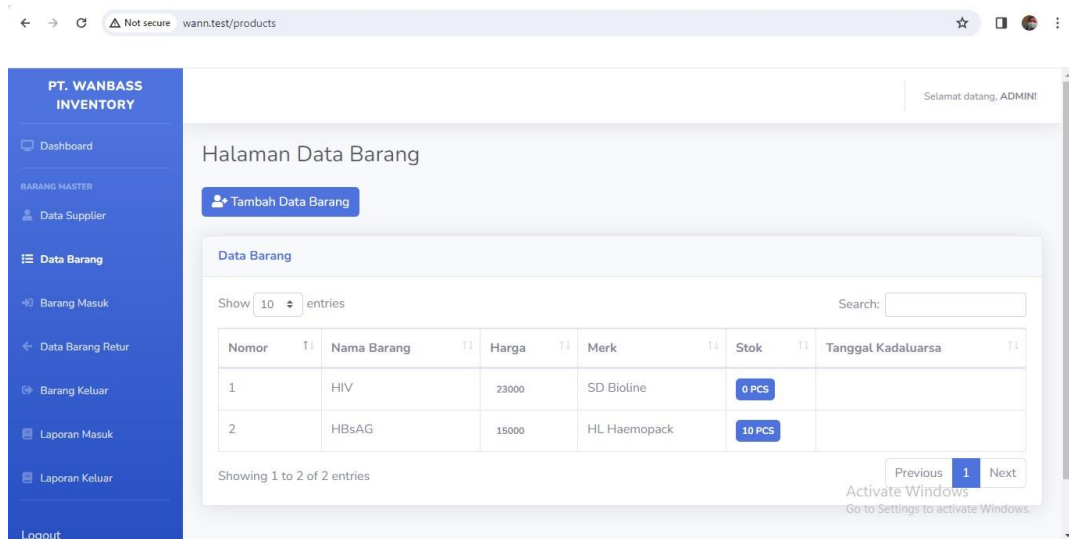 Not secure wann.test/products
PT. WANBASS
INVENTORY
Selamat datang, ADMIN!
Dashboard
BARANG MASTER
Data Supplier
Data Barang
Barang Masuk
Data Barang Retur
Barang Keluar
Laporan Masuk
Laporan Keluar
Logout
Halaman Data Barang
Tambah Data Barang
Data Barang
Show 10 entries
Search:
Nomor Nama Barang Harga Merk Stok Tanggal Kadaluarsa
1 HIV 23000 SD Bioline 0 PCS
2 HBsAG 15000 HL Haemopack 10 PCS
Showing 1 to 2 of 2 entries
Previous 1 Next
Activate Windows
Go to Settings to activate Windows.